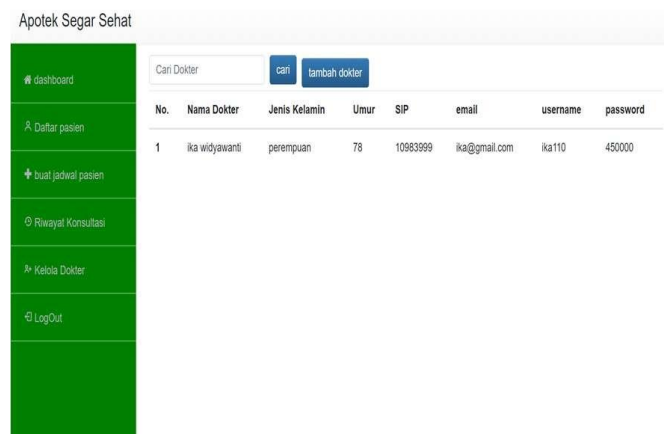 Apotek Segar Sehat
dashboard
Daftar pasien
buat jadwal pasien
Riwayat Konsultasi
Kelola Dokter
LogOut
Cari Dokter cari tambah dokter
No. Nama Dokter Jenis Kelamin Umur SIP email username password
1 ika widyawanti perempuan 78 10983999 ika@gmail.com ika110 450000